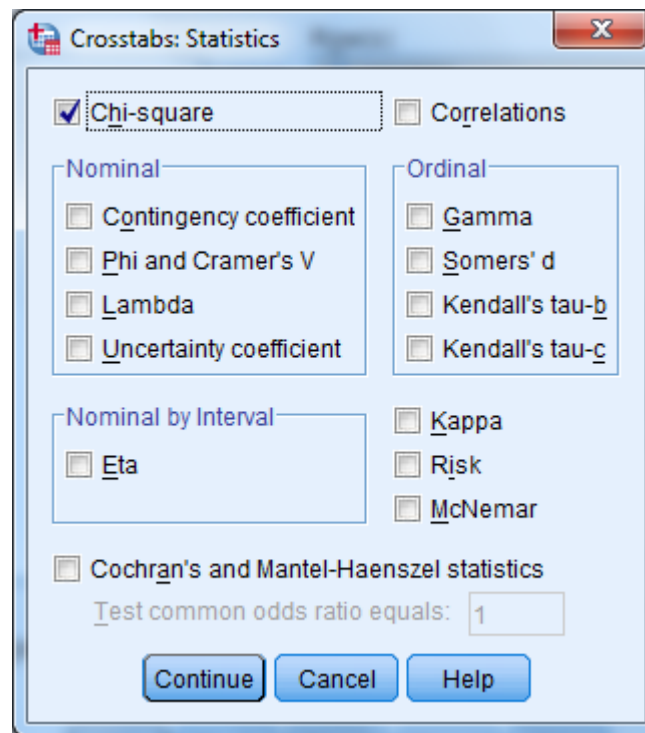 Crosstabs: Statistics
Chi-square
Correlations
Nominal
Contingency coefficient
Phi and Cramer's V
Lambda
Uncertainty coefficient
Ordinal
Gamma
Somers' d
Kendall's tau-b
Kendall's tau-c
Nominal by Interval
Eta
Kappa
Risk
McNemar
Cochran's and Mantel-Haenszel statistics
Test common odds ratio equals: 1
Continue Cancel Help